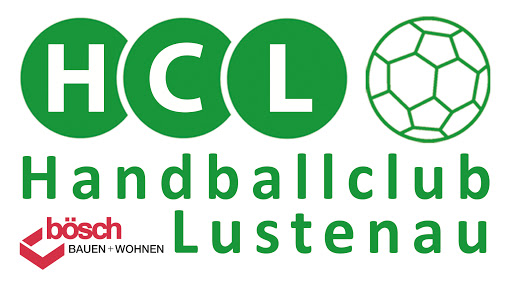 HCL
Handballclub
Lustenau
bösch
BAUEN+WOHNEN